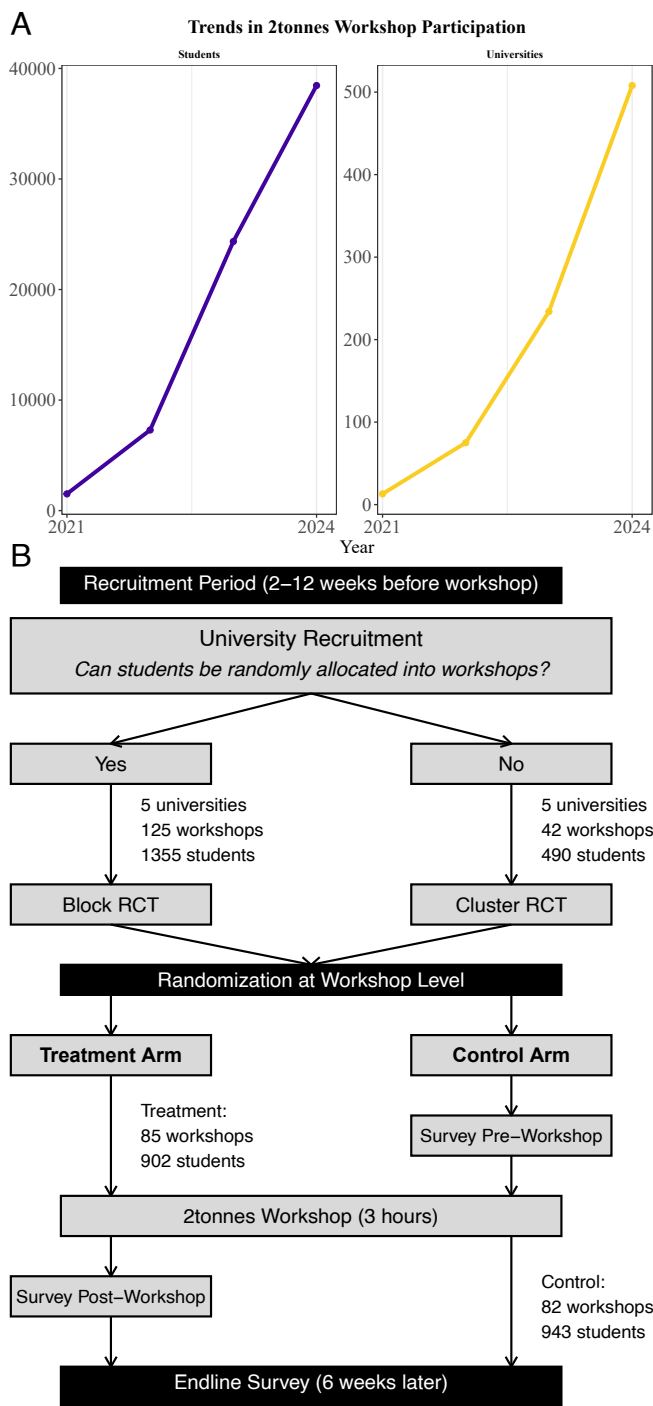 A
Trends in 2tonnes Workshop Participation
Students
Universities
40000
30000
20000
10000
0
2021
2024
500
400
300
200
100
0
2021
2024
Year
B
Recruitment Period (2–12 weeks before workshop)
University Recruitment
Can students be randomly allocated into workshops?
Yes
No
5 universities
125 workshops
1355 students
5 universities
42 workshops
490 students
Block RCT
Cluster RCT
Randomization at Workshop Level
Treatment Arm
Control Arm
Treatment:
85 workshops
902 students
Survey Pre–Workshop
2tonnes Workshop (3 hours)
Survey Post–Workshop
Control:
82 workshops
943 students
Endline Survey (6 weeks later)